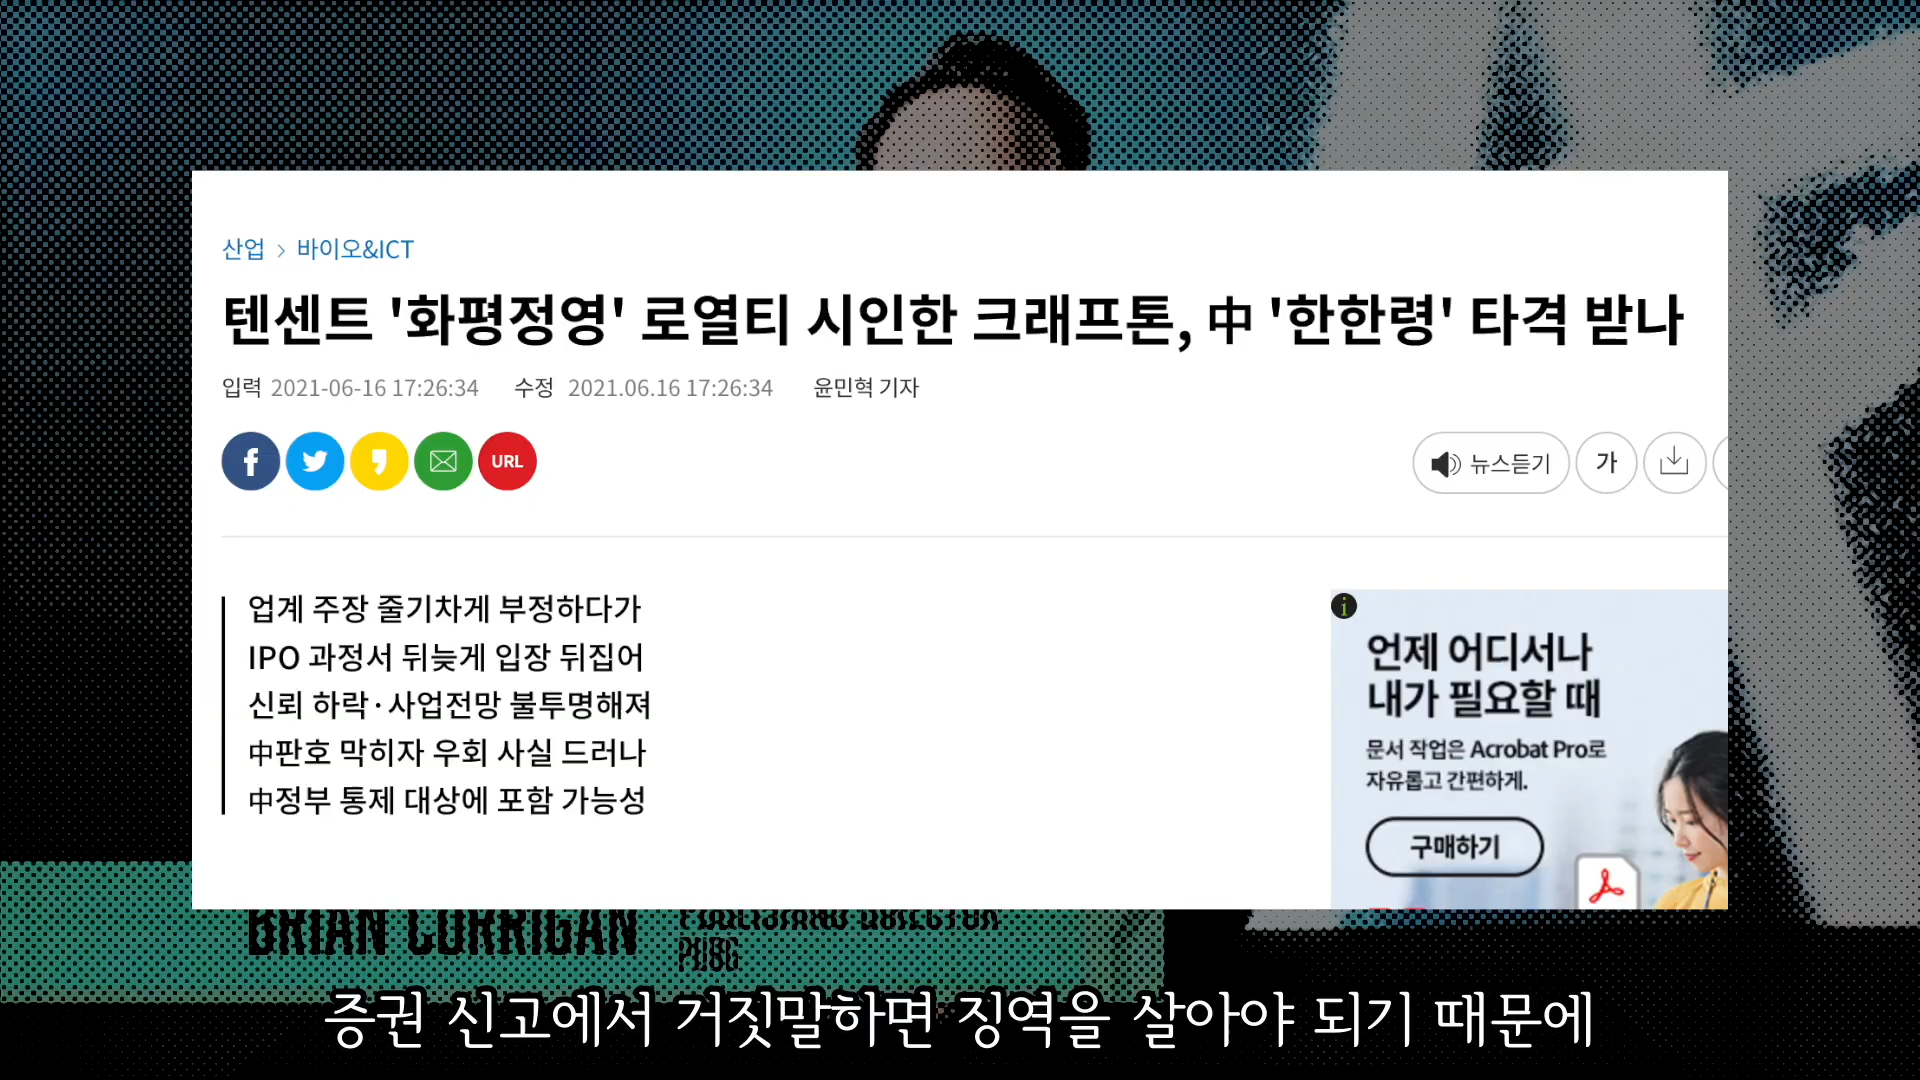 산업 > 바이오&ICT
텐센트 '화평정영' 로열티 시인한 크래프톤, 中 '한한령' 타격 받나
입력 2021-06-16 17:26:34 수정 2021.06.16 17:26:34 윤민혁 기자
URL
뉴스듣기 가
업계 주장 줄기차게 부정하다가
IPO 과정서 뒤늦게 입장 뒤집어
신뢰 하락·사업전망 불투명해져
中판호 막히자 우회 사실 드러나
中정부 통제 대상에 포함 가능성
언제 어디서나
내가 필요할 때
문서 작업은 Acrobat Pro로
자유롭고 간편하게.
구매하기
BRIAN CORRIGAN
PUBLISHING DIRECTOR
PUBG
증권 신고에서 거짓말하면 징역을 살아야 되기 때문에